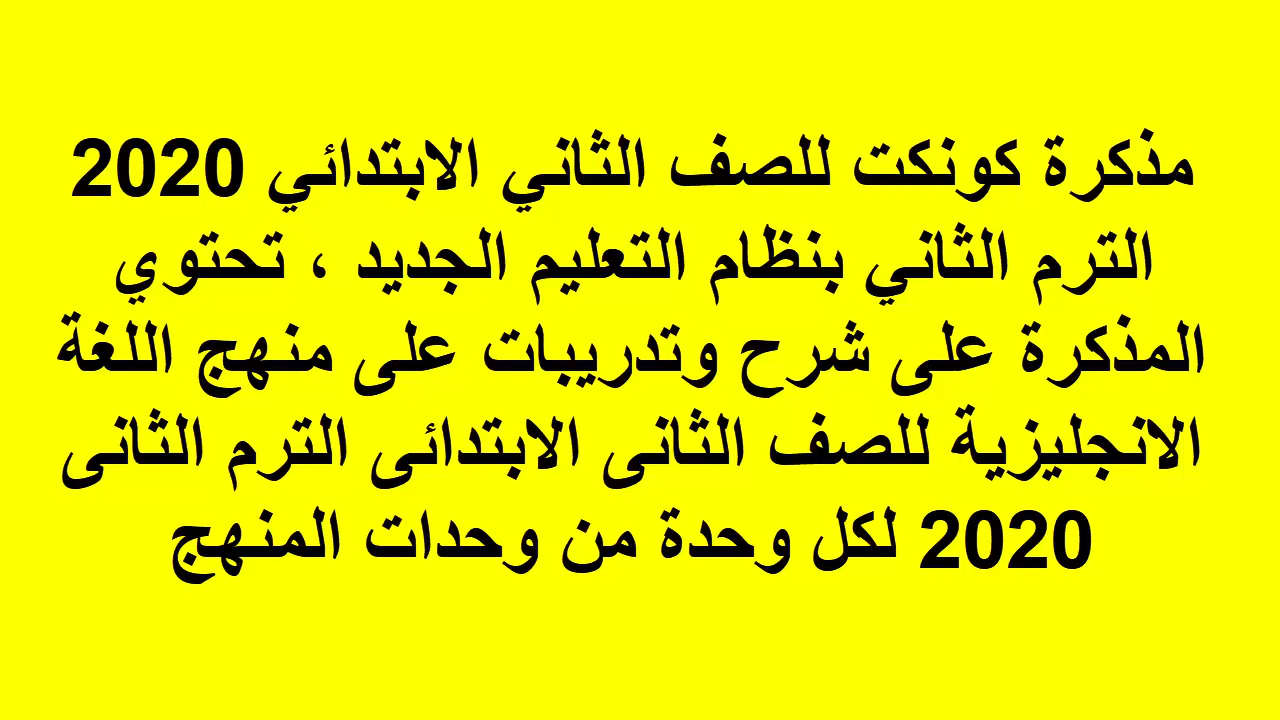 مذكرة كونكت للصف الثاني الابتدائي 2020
الترم الثاني بنظام التعليم الجديد ، تحتوي
المذكرة على شرح وتدريبات على منهج اللغة
الانجليزية للصف الثانى الابتدائى الترم الثانى
2020 لكل وحدة من وحدات المنهج